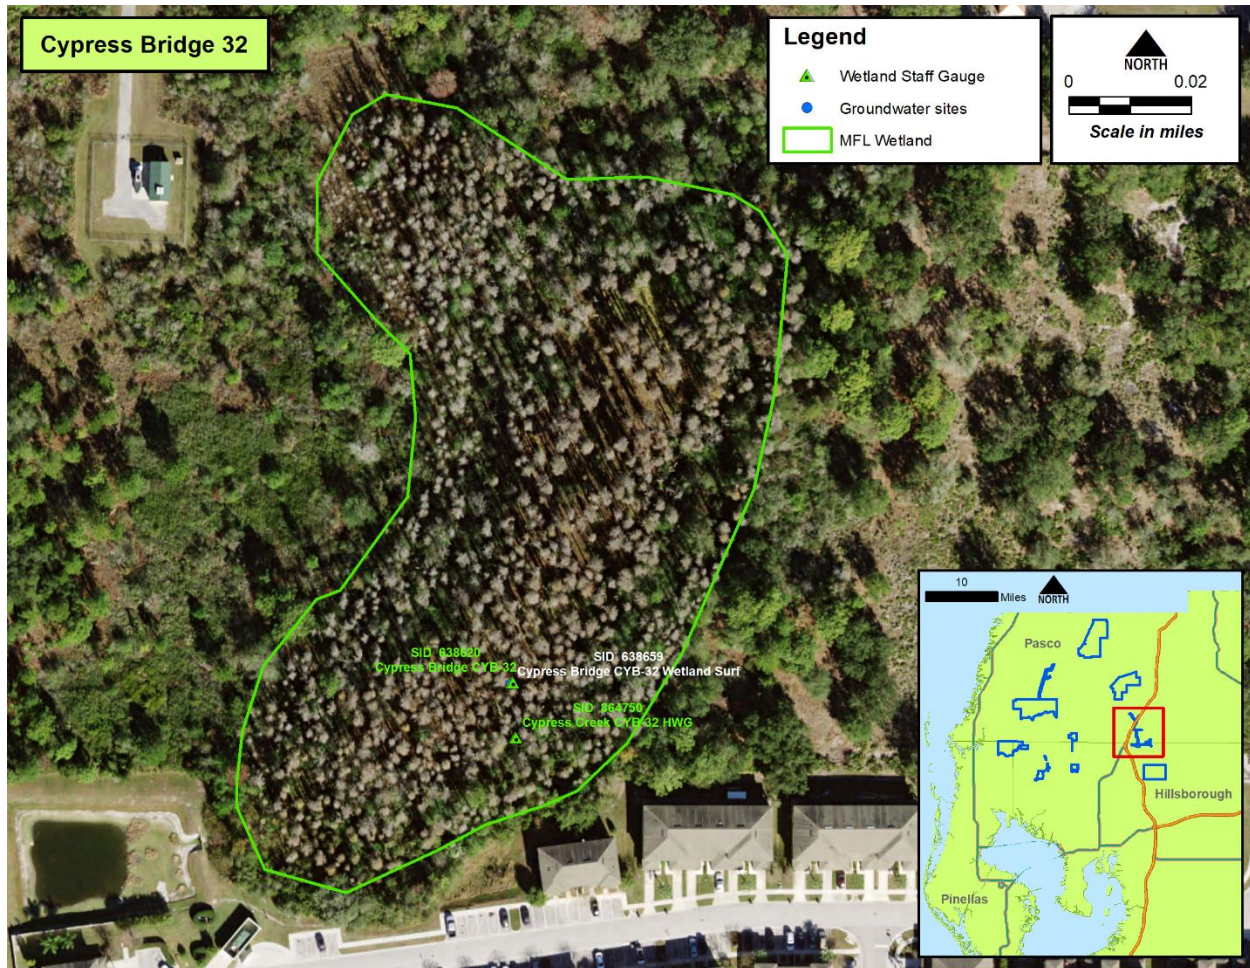 Cypress Bridge 32
Legend
Wetland Staff Gauge
Groundwater sites
MFL Wetland
NORTH
0 0.02
Scale in miles
SID 638620
Cypress Bridge CYB-32
SID 638659
Cypress Bridge CYB-32 Wetland Surf
SID 864750
Cypress Creek CYB-32 HWG
10
Miles
NORTH
Pasco
Hillsborough
Pinellas